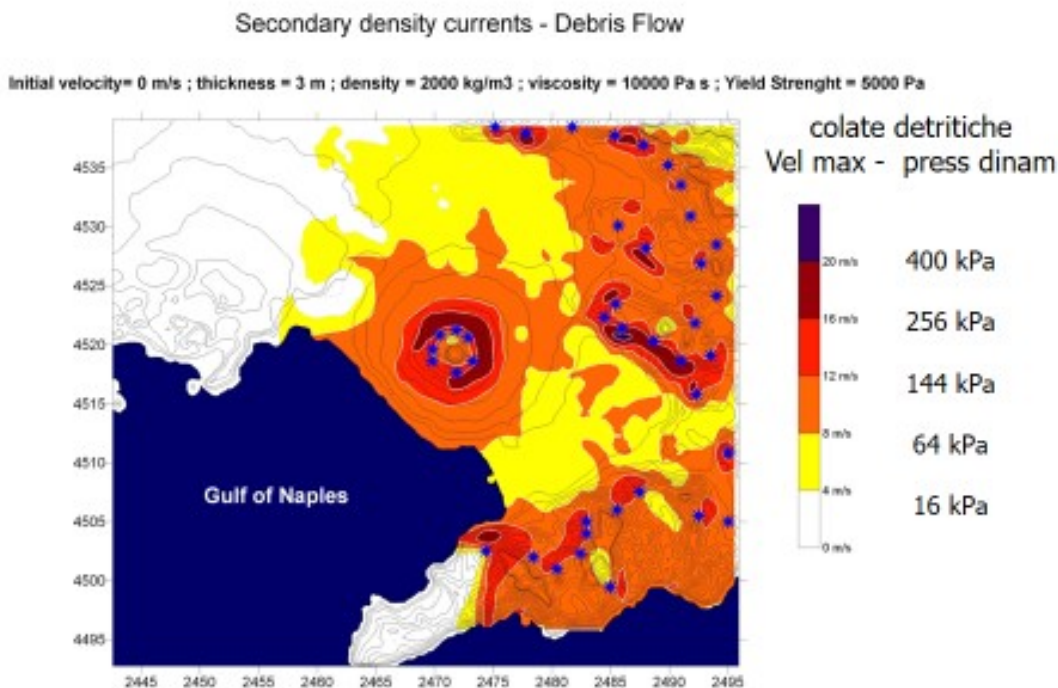 Secondary density currents - Debris Flow
Initial velocity= 0 m/s ; thickness = 3 m ; density = 2000 kg/m3 ; viscosity = 10000 Pa s ; Yield Strenght = 5000 Pa
colate detritiche
Vel max - press dinam
4535
4530
4525
4520
4515
4510
4505
4500
4495
Gulf of Naples
2445 2450 2455 2460 2465 2470 2475 2480 2485 2490 2495
20 m/s
16 m/s
12 m/s
8 m/s
4 m/s
0 m/s
400 kPa
256 kPa
144 kPa
64 kPa
16 kPa